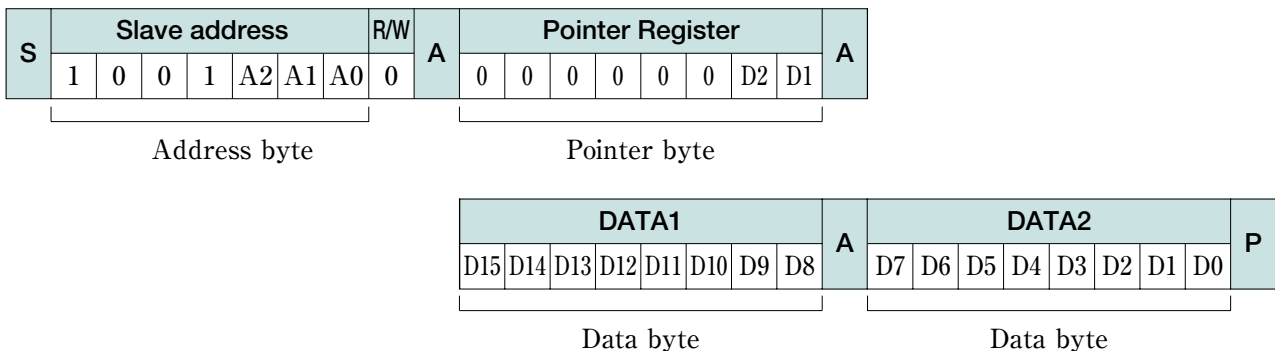 S Slave address R/W A Pointer Register A
1 0 0 1 A2 A1 A0 0 0 0 0 0 0 0 D2 D1
Address byte Pointer byte
DATA1 A DATA2 P
D15 D14 D13 D12 D11 D10 D9 D8 D7 D6 D5 D4 D3 D2 D1 D0
Data byte Data byte